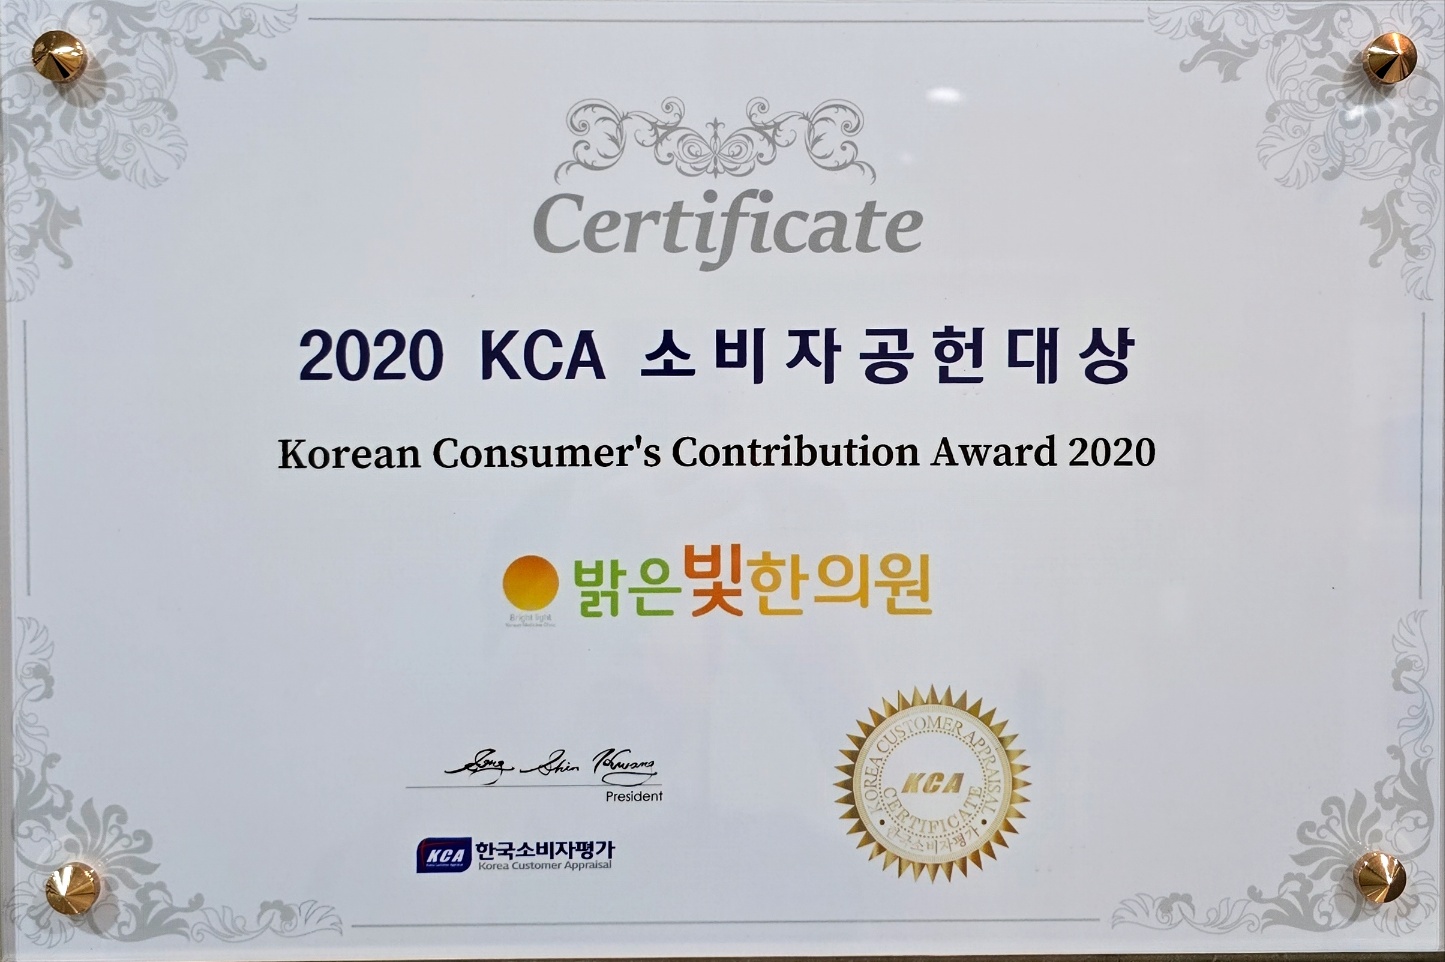 Certificate
2020 KCA 소비자공헌대상
Korean Consumer's Contribution Award 2020
밝은빛한의원
Bright light
President
KCA 한국소비자평가
Korea Customer Appraisal
KOREA CUSTOMER APPRAISAL
KCA
CERTIFICATE
한국소비자평가